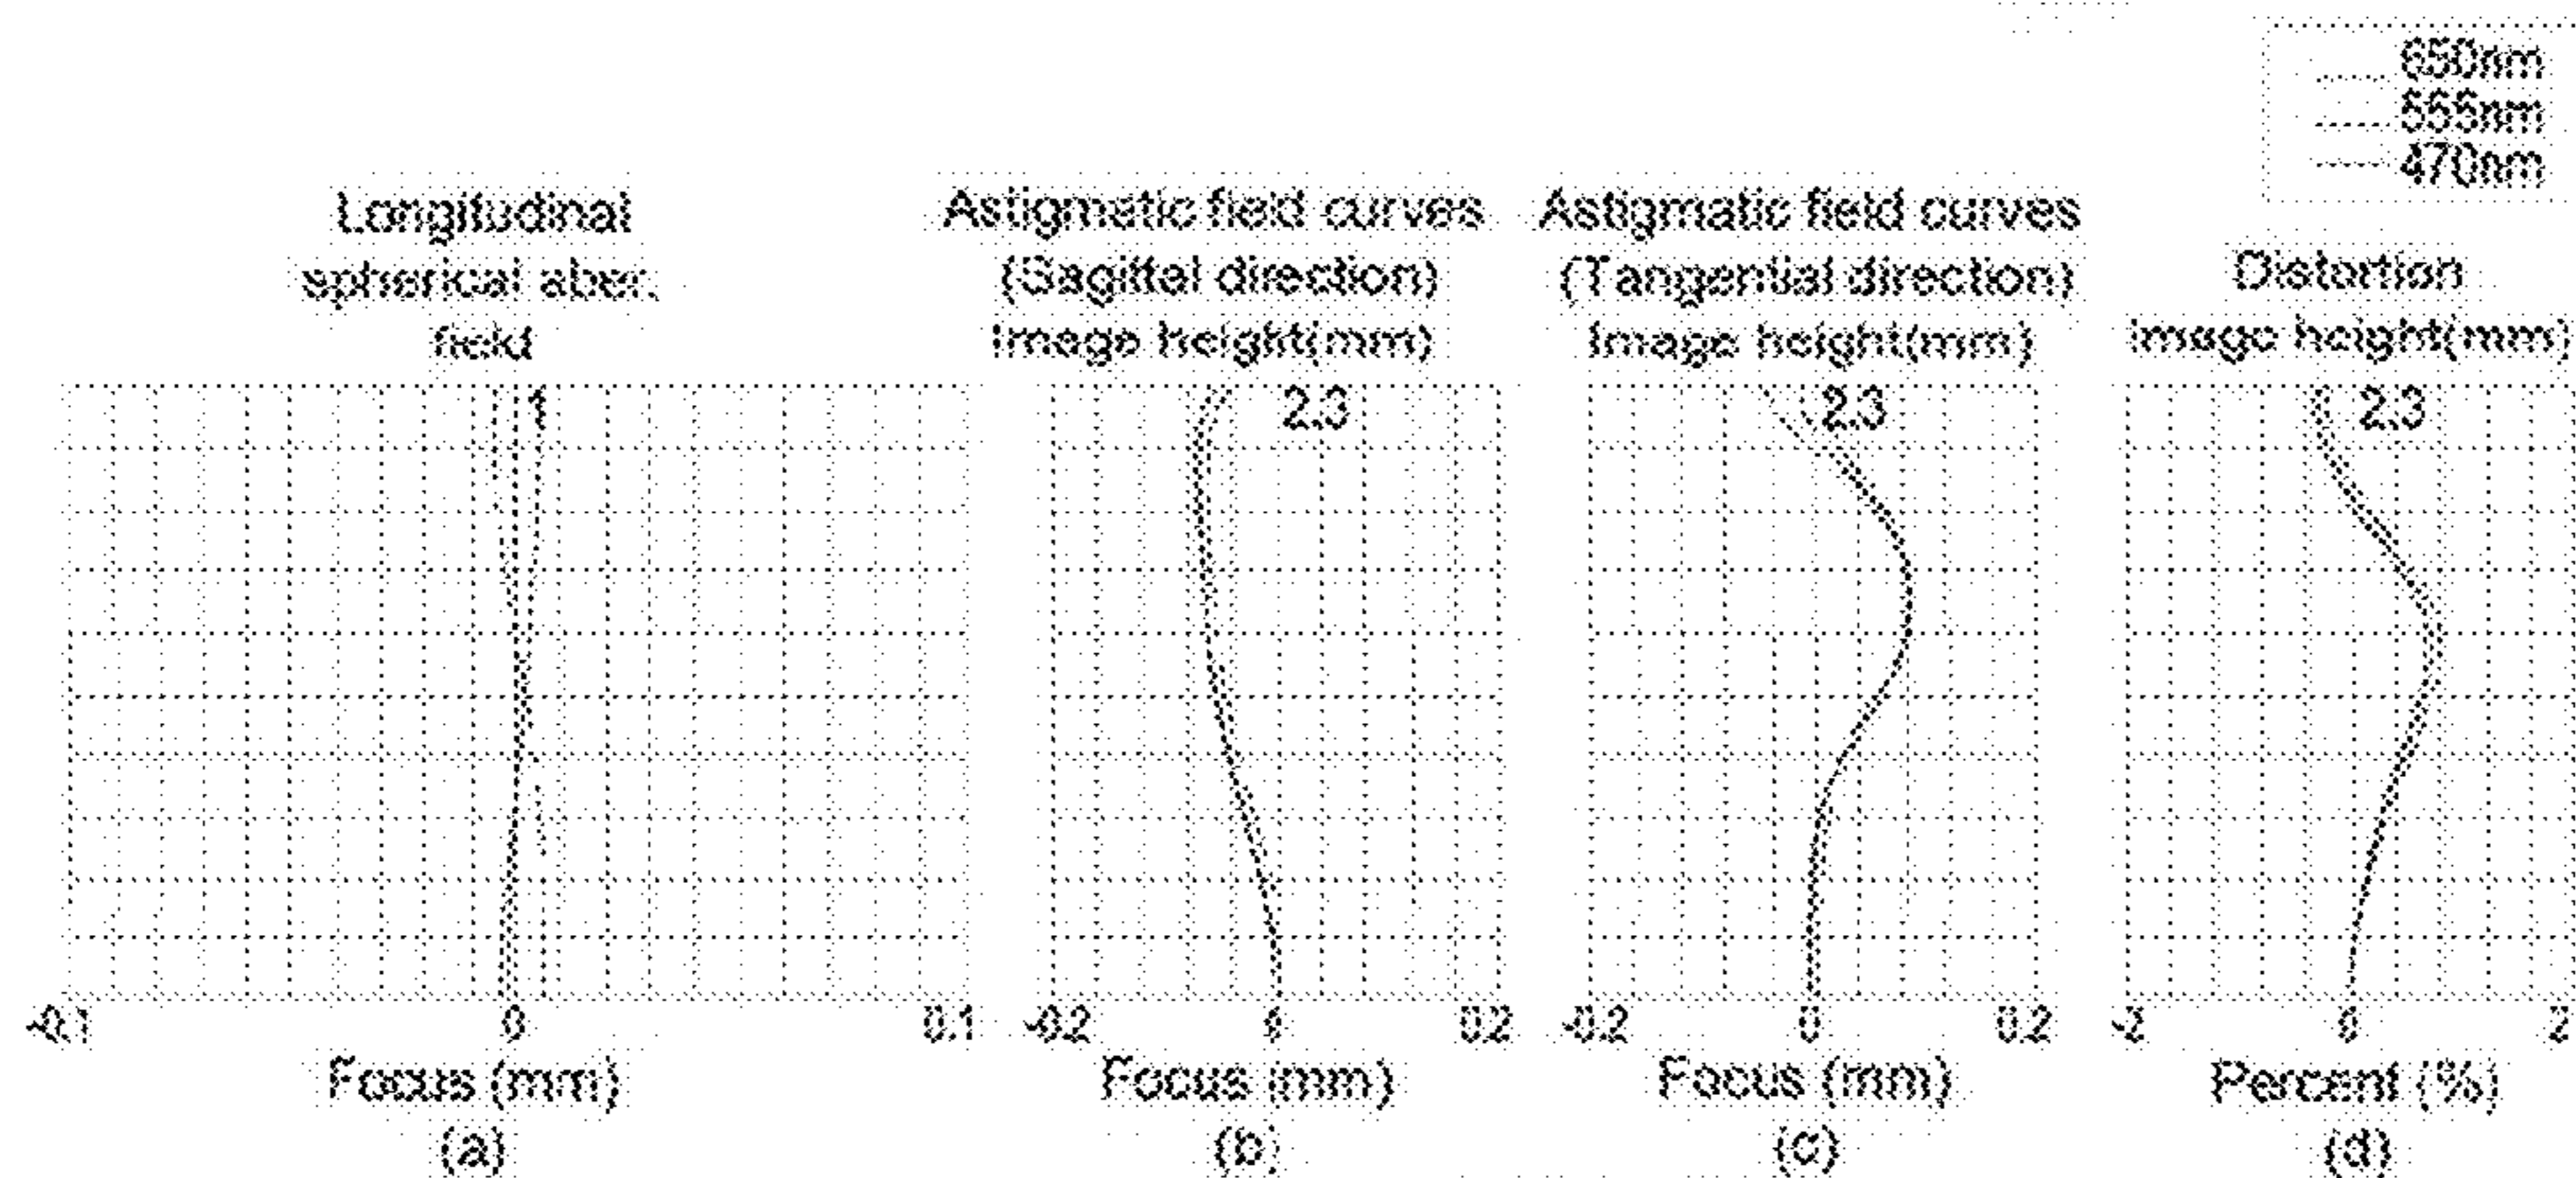 650nm
555nm
470nm
Longitudinal
spherical aber.
field
1
-0.1
0
0.1
Focus (mm)
(a)
Astigmatic field curves
(Sagittal direction)
Image height(mm)
2.3
-0.2
0
0.2
Focus (mm)
(b)
Astigmatic field curves
(Tangential direction)
Image height(mm)
2.3
-0.2
0
0.2
Focus (mm)
(c)
Distortion
Image height(mm)
2.3
-2
0
2
Percent (%)
(d)